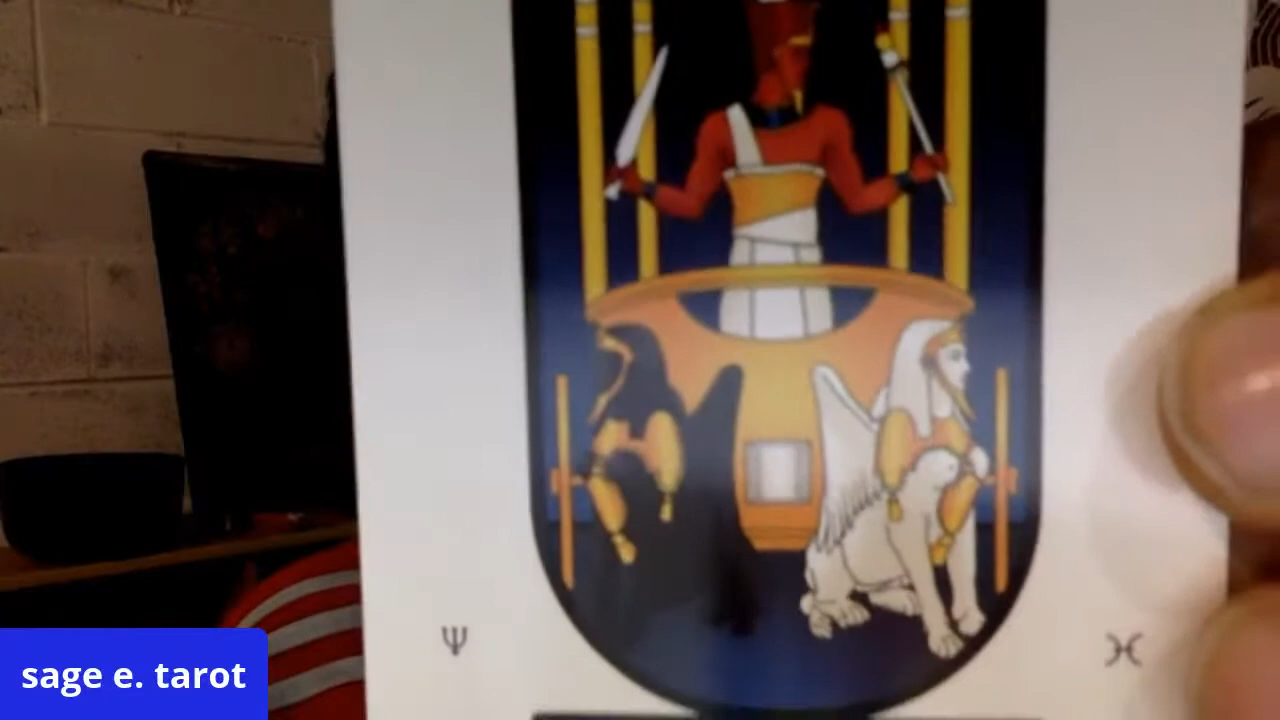 sage e. tarot
Ψ
♓